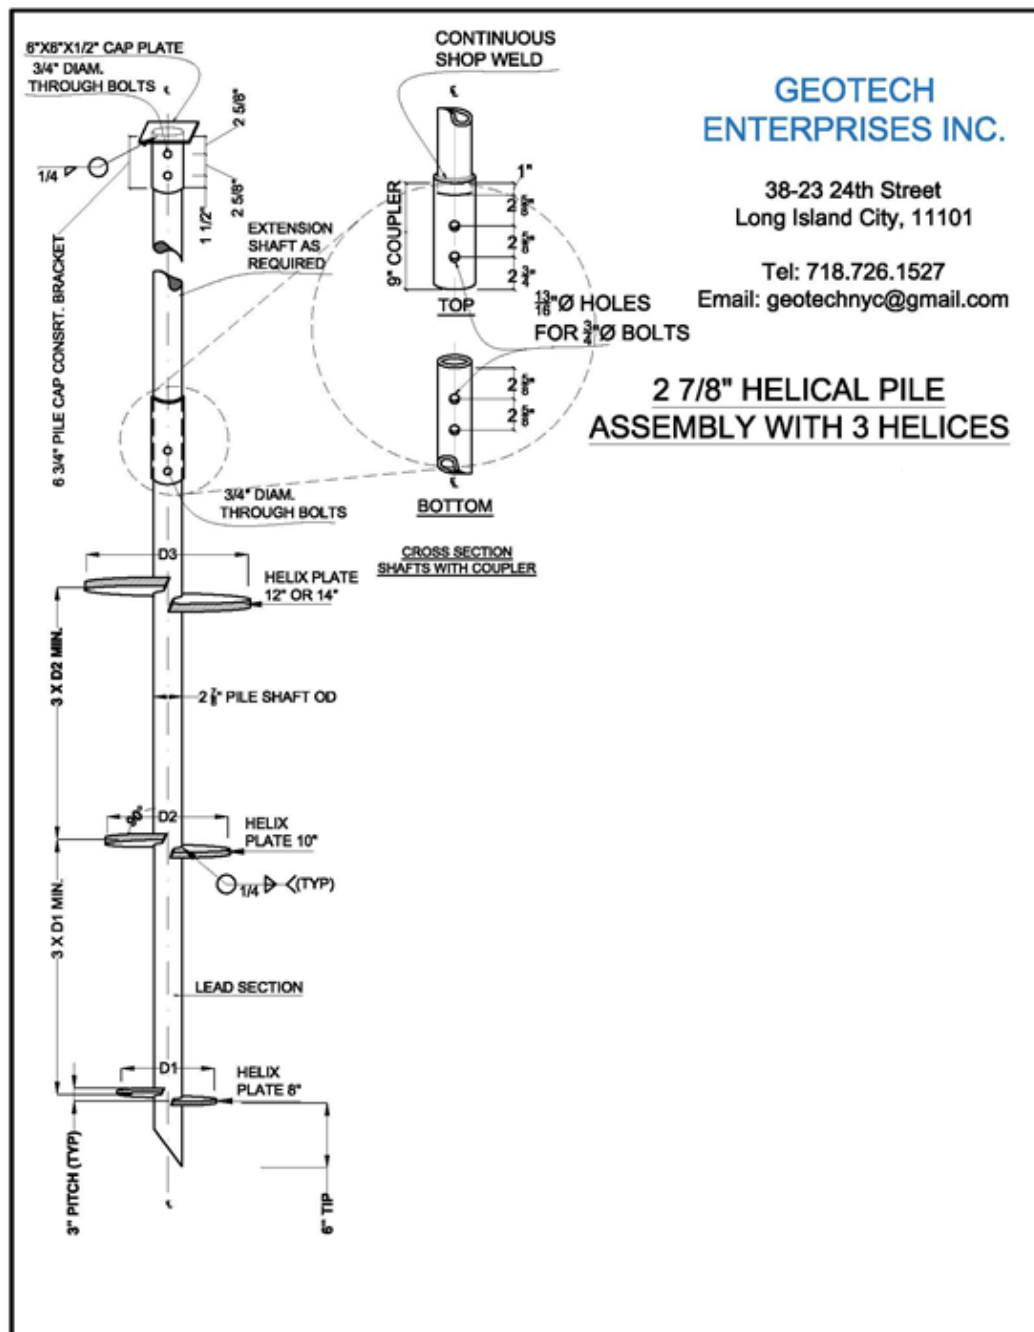 6"X6"X1/2" CAP PLATE
3/4" DIAM.
THROUGH BOLTS
℄
2 5/8"
1/4
2 5/8"
1 1/2"
6 3/4" PILE CAP CONSRT. BRACKET
EXTENSION
SHAFT AS
REQUIRED
3/4" DIAM.
THROUGH BOLTS
CONTINUOUS
SHOP WELD
℄
1"
9" COUPLER
2 5/8"
2 5/8"
2 3/4"
TOP
13/16"Ø HOLES
FOR 3/4"Ø BOLTS
2 5/8"
2 5/8"
℄
BOTTOM
CROSS SECTION
SHAFTS WITH COUPLER
GEOTECH
ENTERPRISES INC.
38-23 24th Street
Long Island City, 11101
Tel: 718.726.1527
Email: geotechnyc@gmail.com
2 7/8" HELICAL PILE
ASSEMBLY WITH 3 HELICES
D3
HELIX PLATE
12" OR 14"
3 X D2 MIN.
2 7/8" PILE SHAFT OD
90°
D2
HELIX
PLATE 10"
1/4 (TYP)
3 X D1 MIN.
LEAD SECTION
D1
HELIX
PLATE 8"
3" PITCH (TYP)
6" TIP
℄